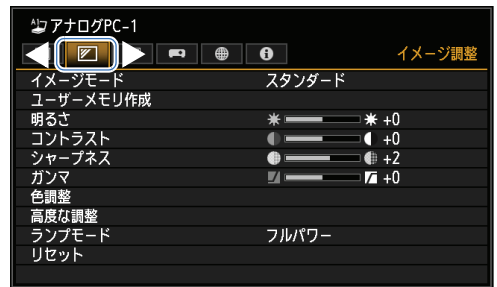 アナログPC-1
イメージ調整
イメージモード スタンダード
ユーザーメモリ作成
明るさ +0
コントラスト +0
シャープネス +2
ガンマ +0
色調整
高度な調整
ランプモード フルパワー
リセット